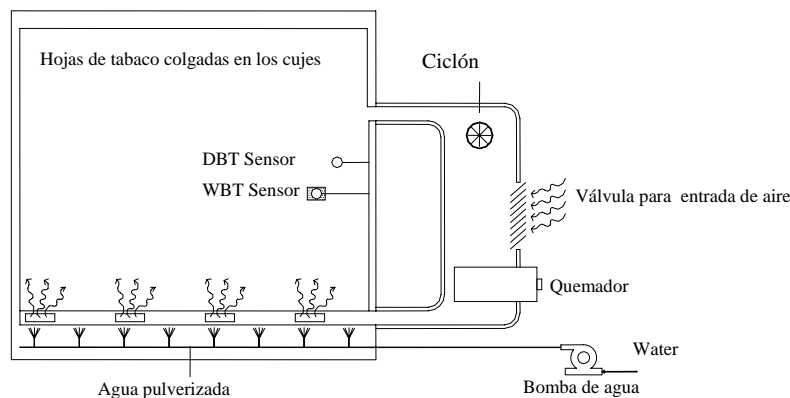 Hojas de tabaco colgadas en los cujes
Ciclón
DBT Sensor
WBT Sensor
Válvula para entrada de aire
Quemador
Water
Agua pulverizada
Bomba de agua